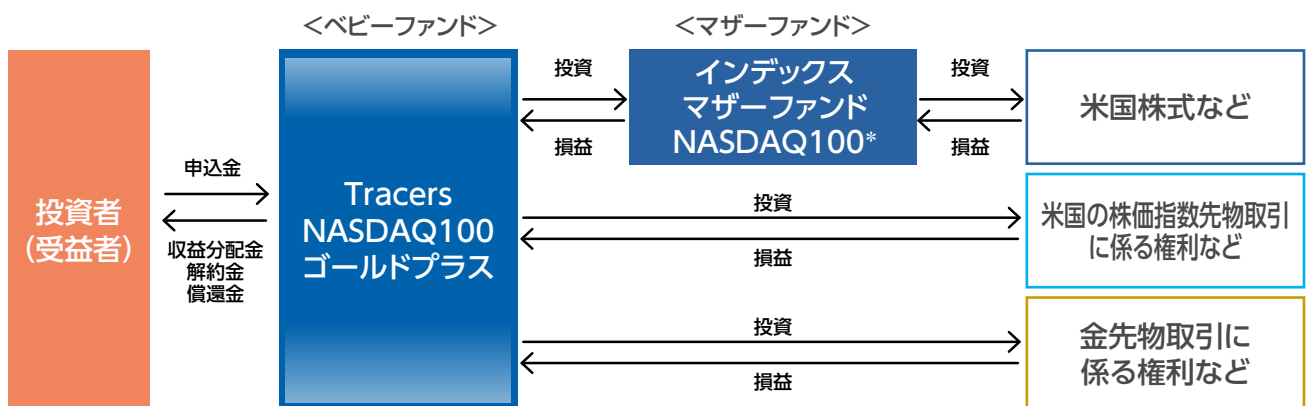 <ベビーファンド>
<マザーファンド>
投資者
(受益者)
申込金
収益分配金
解約金
償還金
Tracers
NASDAQ100
ゴールドプラス
投資
損益
インデックス
マザーファンド
NASDAQ100*
投資
損益
米国株式など
投資
損益
米国の株価指数先物取引
に係る権利など
投資
損益
金先物取引に
係る権利など